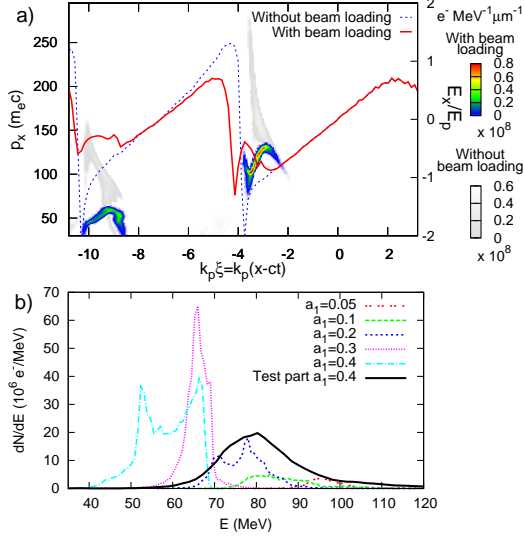 a)
Without beam loading
With beam loading
p_x (m_e c)
250
200
150
100
50
-10 -8 -6 -4 -2 0 2
k_pξ=k_p(x-ct)
2
1
0
-1
-2
E_x/E_p
e⁻ MeV⁻¹μm⁻¹
With beam
loading
0.8
0.6
0.4
0.2
0
x 10⁸
Without
beam loading
0.6
0.4
0.2
0
x 10⁸
b)
dN/dE (10⁶ e⁻/MeV)
70
60
50
40
30
20
10
0
40 50 60 70 80 90 100 110 120
E (MeV)
a₁=0.05
a₁=0.1
a₁=0.2
a₁=0.3
a₁=0.4
Test part a₁=0.4